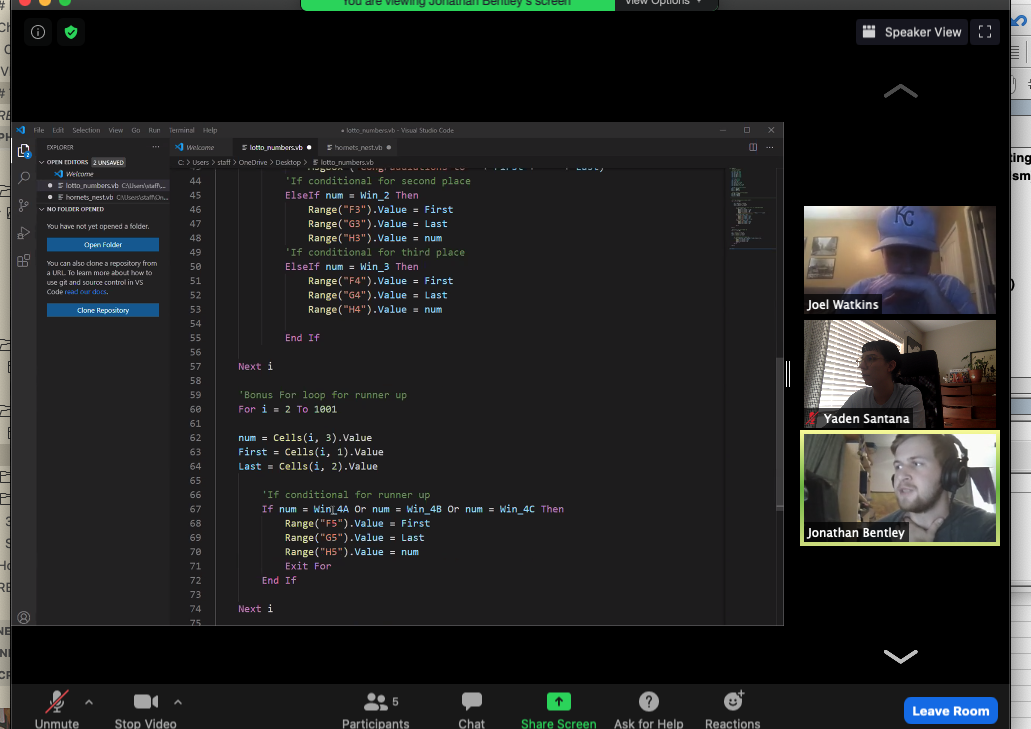 You are viewing Jonathan Bentley's screen
View Options
Speaker View
File Edit Selection View Go Run Terminal Help
● lotto_numbers.vb - Visual Studio Code
EXPLORER
Welcome
lotto_numbers.vb
hornets_nest.vb
OPEN EDITORS 2 UNSAVED
C: > Users > staff > OneDrive > Desktop > lotto_numbers.vb
Welcome
lotto_numbers.vb C:\Users\staff\...
hornets_nest.vb C:\Users\staff\On...
NO FOLDER OPENED
You have not yet opened a folder.
Open Folder
You can also clone a repository from
a URL. To learn more about how to
use git and source control in VS
Code read our docs.
Clone Repository
44 'If conditional for second place
45 ElseIf num = Win_2 Then
46 Range("F3").Value = First
47 Range("G3").Value = Last
48 Range("H3").Value = num
49 'If conditional for third place
50 ElseIf num = Win_3 Then
51 Range("F4").Value = First
52 Range("G4").Value = Last
53 Range("H4").Value = num
54
55 End If
56
57 Next i
58
59 'Bonus For loop for runner up
60 For i = 2 To 1001
61
62 num = Cells(i, 3).Value
63 First = Cells(i, 1).Value
64 Last = Cells(i, 2).Value
65
66 'If conditional for runner up
67 If num = Win_4A Or num = Win_4B Or num = Win_4C Then
68 Range("F5").Value = First
69 Range("G5").Value = Last
70 Range("H5").Value = num
71 Exit For
72 End If
73
74 Next i
75
KC
Joel Watkins
Yaden Santana
Jonathan Bentley
Unmute
Stop Video
Participants
5
Chat
Share Screen
Ask for Help
Reactions
Leave Room